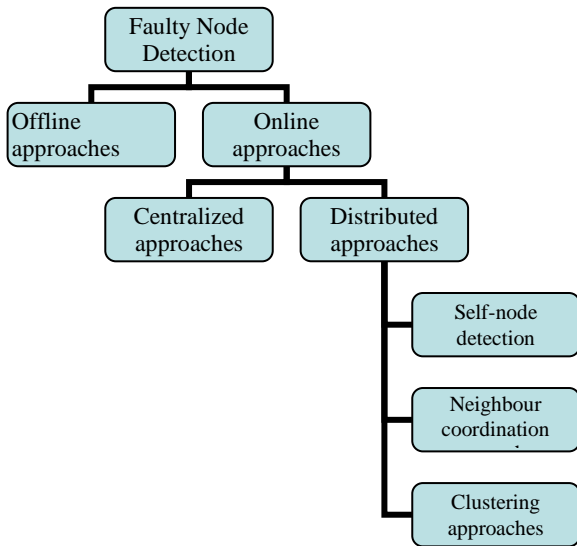 Faulty Node
Detection
Offline
approaches
Online
approaches
Centralized
approaches
Distributed
approaches
Self-node
detection
Neighbour
coordination
Clustering
approaches